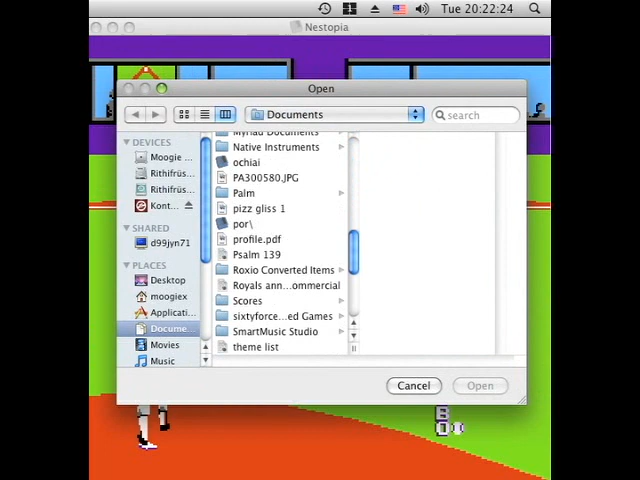 Tue 20:22:24
Nestopia
Open
Documents
search
DEVICES
Moogie ...
Rithifrüs...
Rithifrüs...
Kont...
SHARED
d99jyn71
PLACES
Desktop
moogiex
Applicati...
Docume...
Movies
Music
Myriad Documents
Native Instruments
ochiai
PA300580.JPG
Palm
pizz gliss 1
por\
profile.pdf
Psalm 139
Roxio Converted Items
Royals ann...ommercial
Scores
sixtyforce...ed Games
SmartMusic Studio
theme list
Cancel
Open
B
O